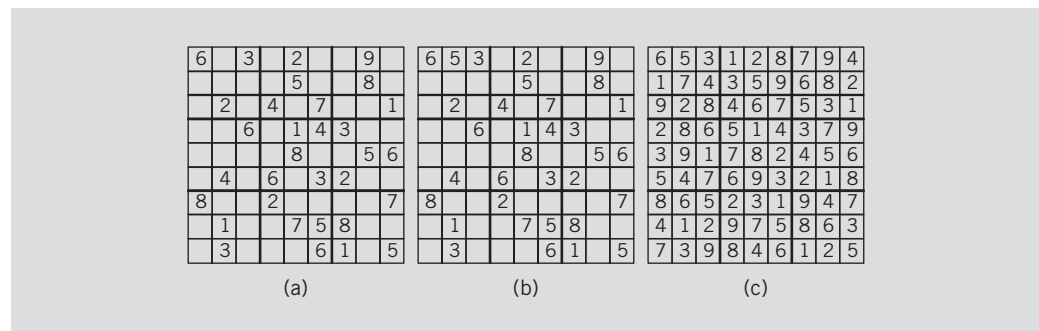 6 3 2 9
5 8
2 4 7 1
6 1 4 3
8 5 6
4 6 3 2
8 2 7
1 7 5 8
3 6 1 5
(a)
6 5 3 2 9
5 8
2 4 7 1
6 1 4 3
8 5 6
4 6 3 2
8 2 7
1 7 5 8
3 6 1 5
(b)
6 5 3 1 2 8 7 9 4
1 7 4 3 5 9 6 8 2
9 2 8 4 6 7 5 3 1
2 8 6 5 1 4 3 7 9
3 9 1 7 8 2 4 5 6
5 4 7 6 9 3 2 1 8
8 6 5 2 3 1 9 4 7
4 1 2 9 7 5 8 6 3
7 3 9 8 4 6 1 2 5
(c)